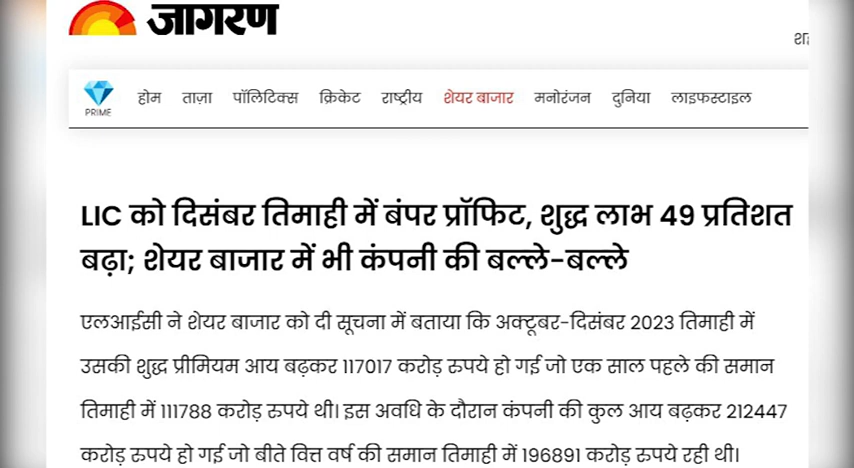 जागरण
PRIME
होम ताज़ा पॉलिटिक्स क्रिकेट राष्ट्रीय शेयर बाजार मनोरंजन दुनिया लाइफस्टाइल
LIC को दिसंबर तिमाही में बंपर प्रॉफिट, शुद्ध लाभ 49 प्रतिशत
बढ़ा; शेयर बाजार में भी कंपनी की बल्ले-बल्ले
एलआईसी ने शेयर बाजार को दी सूचना में बताया कि अक्टूबर-दिसंबर 2023 तिमाही में
उसकी शुद्ध प्रीमियम आय बढ़कर 117017 करोड़ रुपये हो गई जो एक साल पहले की समान
तिमाही में 111788 करोड़ रुपये थी। इस अवधि के दौरान कंपनी की कुल आय बढ़कर 212447
करोड़ रुपये हो गई जो बीते वित्त वर्ष की समान तिमाही में 196891 करोड़ रुपये रही थी।